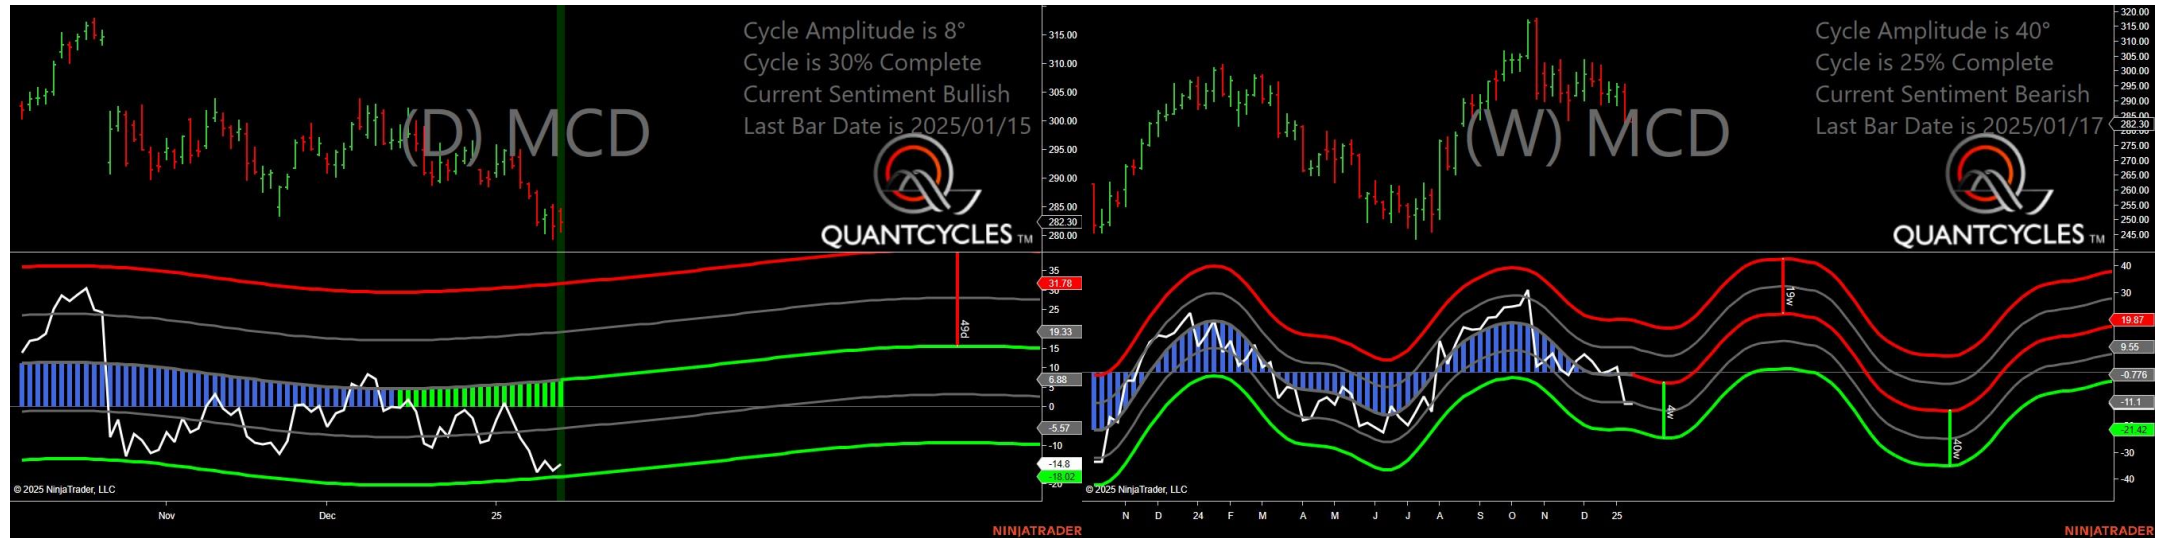 Cycle Amplitude is 8°
Cycle is 30% Complete
Current Sentiment Bullish
Last Bar Date is 2025/01/15
(D) MCD
QUANTCYCLES TM
315.00
310.00
305.00
300.00
295.00
290.00
285.00
282.30
280.00
35
31.78
30
25
19.33
15
10
6.88
5
0
-5.57
-10
-14.8
-18.02
-20
49d
© 2025 NinjaTrader, LLC
Nov
Dec
25
NINJATRADER
Cycle Amplitude is 40°
Cycle is 25% Complete
Current Sentiment Bearish
Last Bar Date is 2025/01/17
(W) MCD
QUANTCYCLES TM
320.00
315.00
310.00
305.00
300.00
295.00
290.00
285.00
282.30
280.00
275.00
270.00
265.00
260.00
255.00
250.00
245.00
40
30
19.87
9.55
-0.776
-11.1
-21.42
-30
-40
19w
4w
40w
© 2025 NinjaTrader, LLC
N D 24 F M A M J J A S O N D 25
NINJATRADER